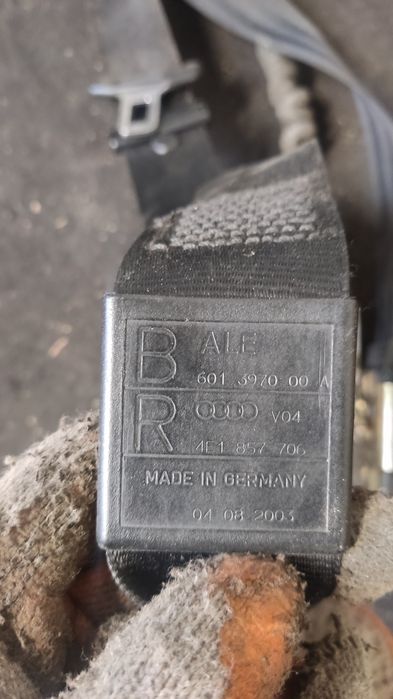 B ALE
601 3970 00 A
R V04
4E1 857 706
MADE IN GERMANY
04 08 2003